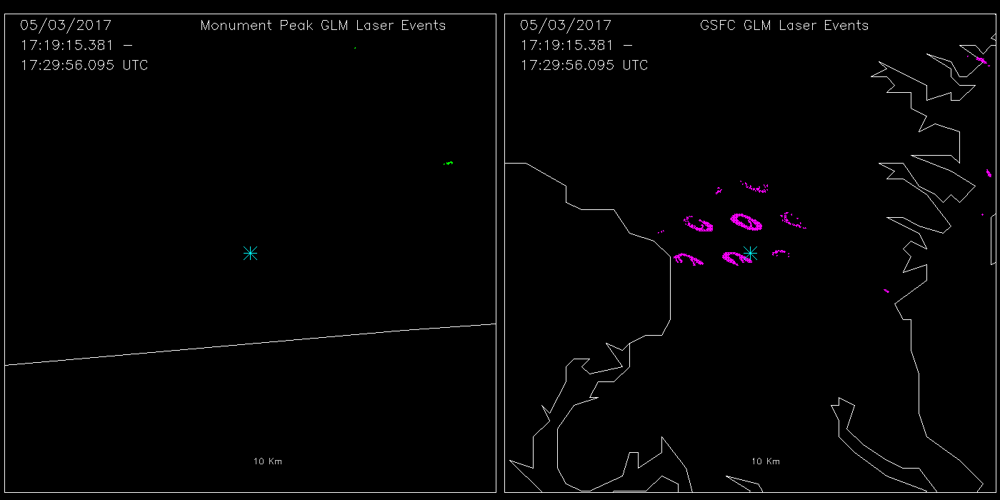 05/03/2017 Monument Peak GLM Laser Events
17:19:15.381 –
17:29:56.095 UTC
10 Km
05/03/2017 GSFC GLM Laser Events
17:19:15.381 –
17:29:56.095 UTC
10 Km